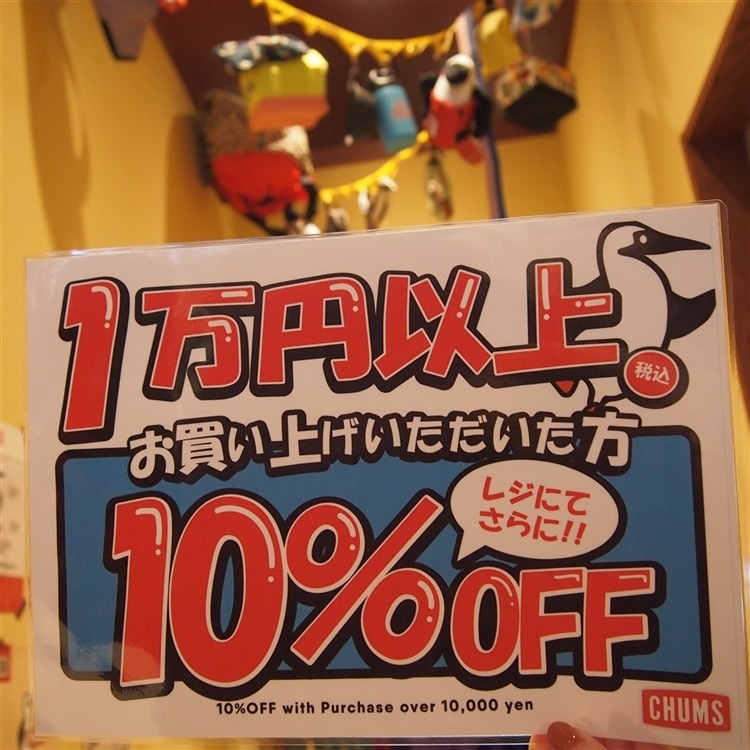 1万円以上
税込
お買い上げいただいた方
レジにて
さらに!!
10%OFF
10%OFF with Purchase over 10,000 yen
CHUMS